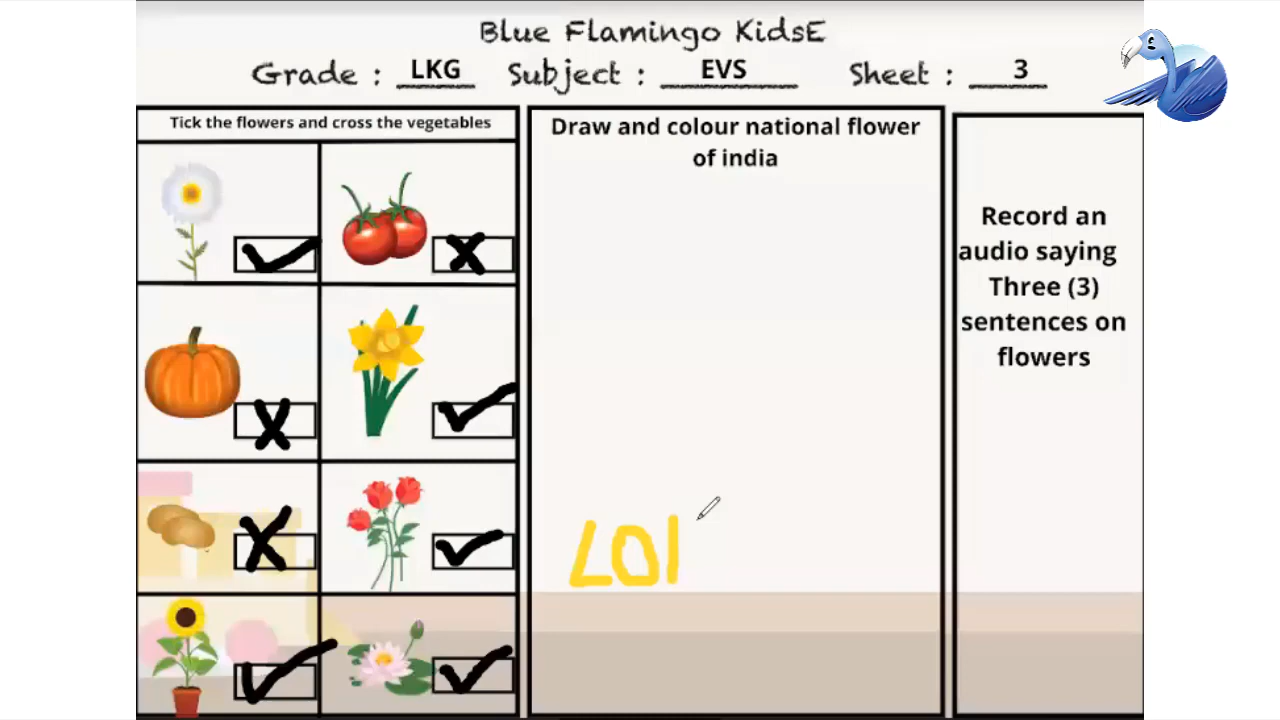 Blue Flamingo KidsE
Grade : LKG Subject : EVS Sheet : 3
Tick the flowers and cross the vegetables
Draw and colour national flower
of india
Record an
audio saying
Three (3)
sentences on
flowers
LOl